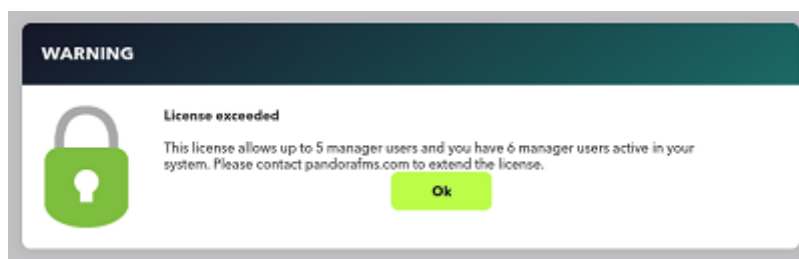 WARNING
License exceeded
This license allows up to 5 manager users and you have 6 manager users active in your
system. Please contact pandorafms.com to extend the license.
Ok